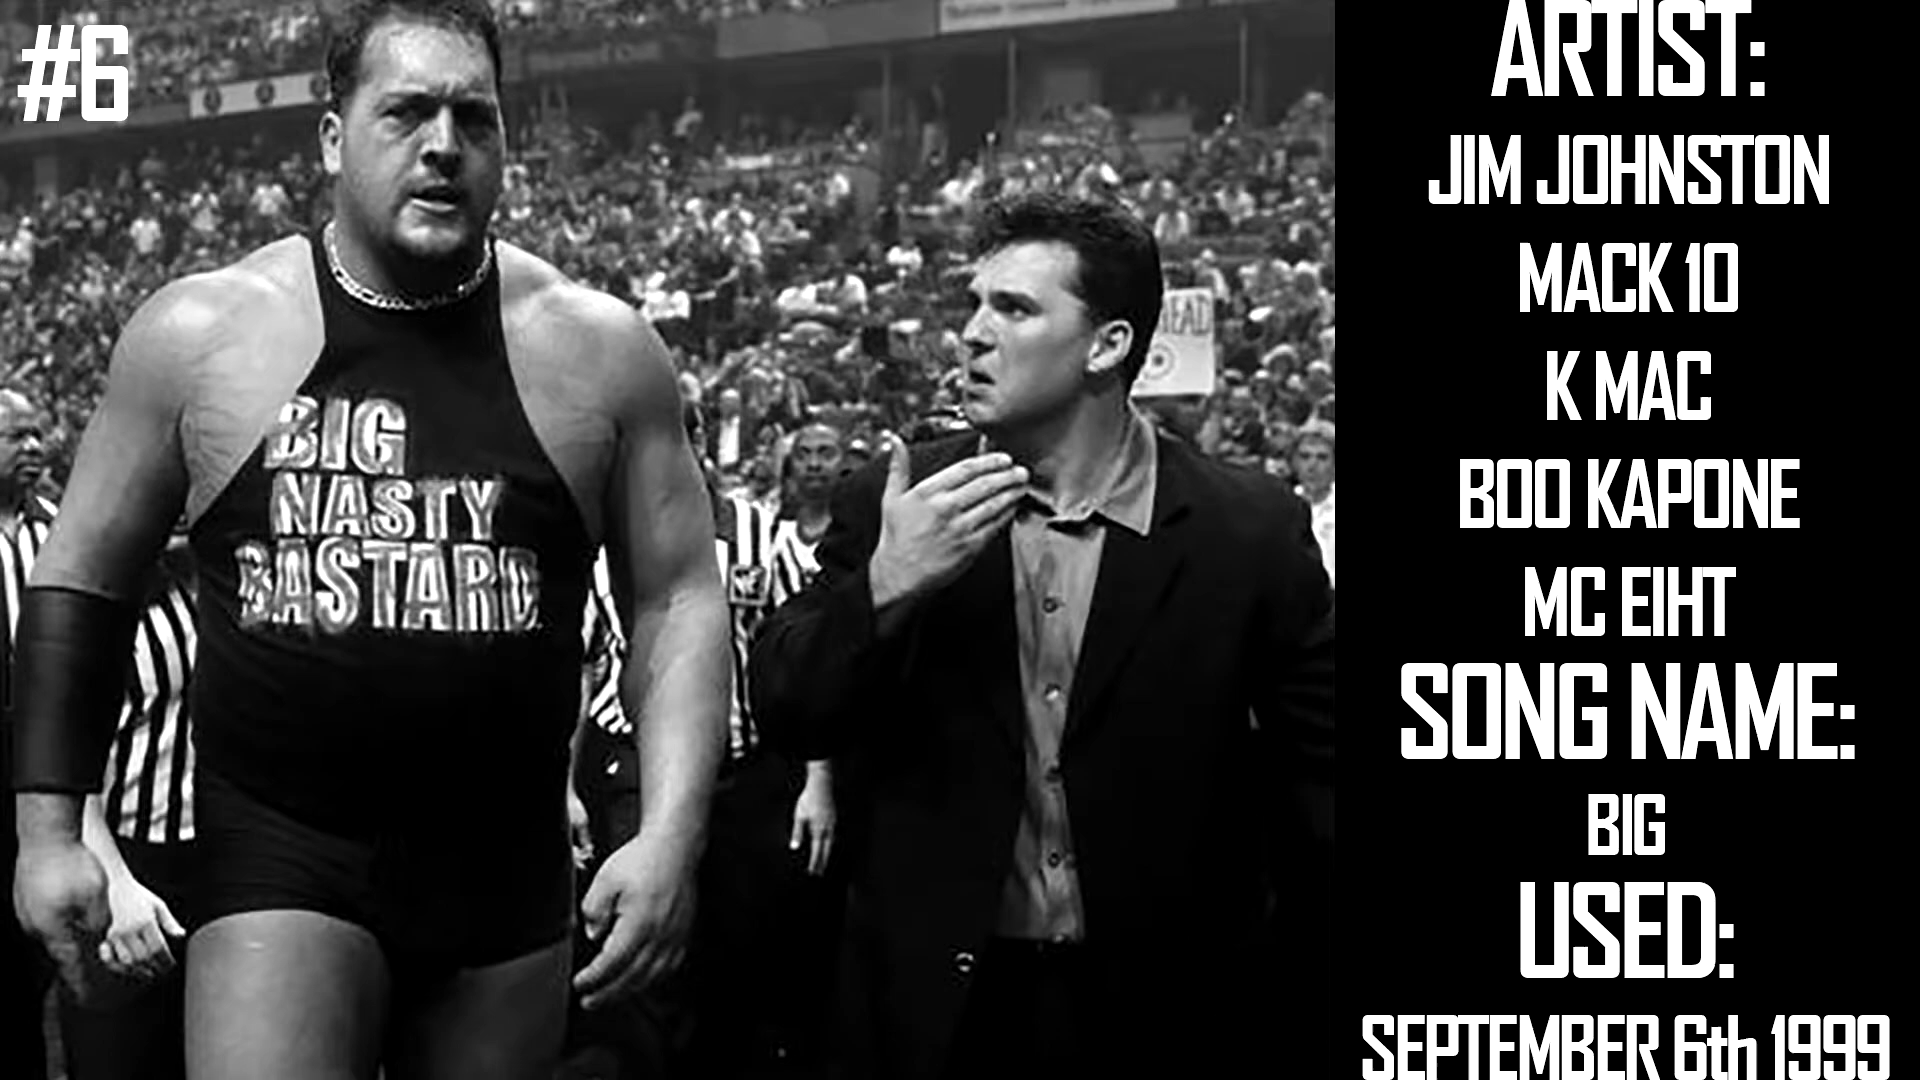 #6
BIG
NASTY
BASTARD
EAD
ARTIST:
JIM JOHNSTON
MACK 10
K MAC
BOO KAPONE
MC EIHT
SONG NAME:
BIG
USED:
SEPTEMBER 6th 1999